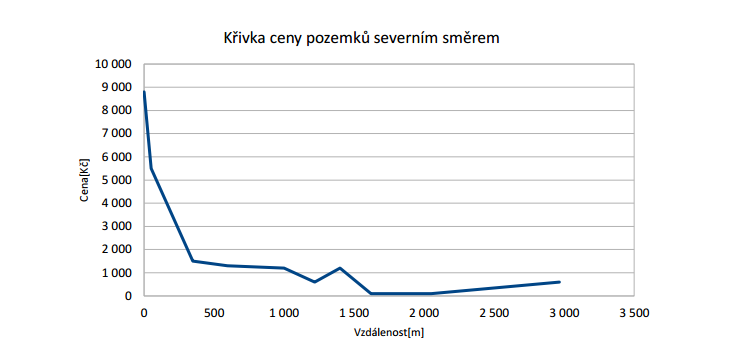 Křivka ceny pozemků severním směrem
10 000
9 000
8 000
7 000
6 000
5 000
4 000
3 000
2 000
1 000
0
Cena[Kč]
0 500 1 000 1 500 2 000 2 500 3 000 3 500
Vzdálenost[m]